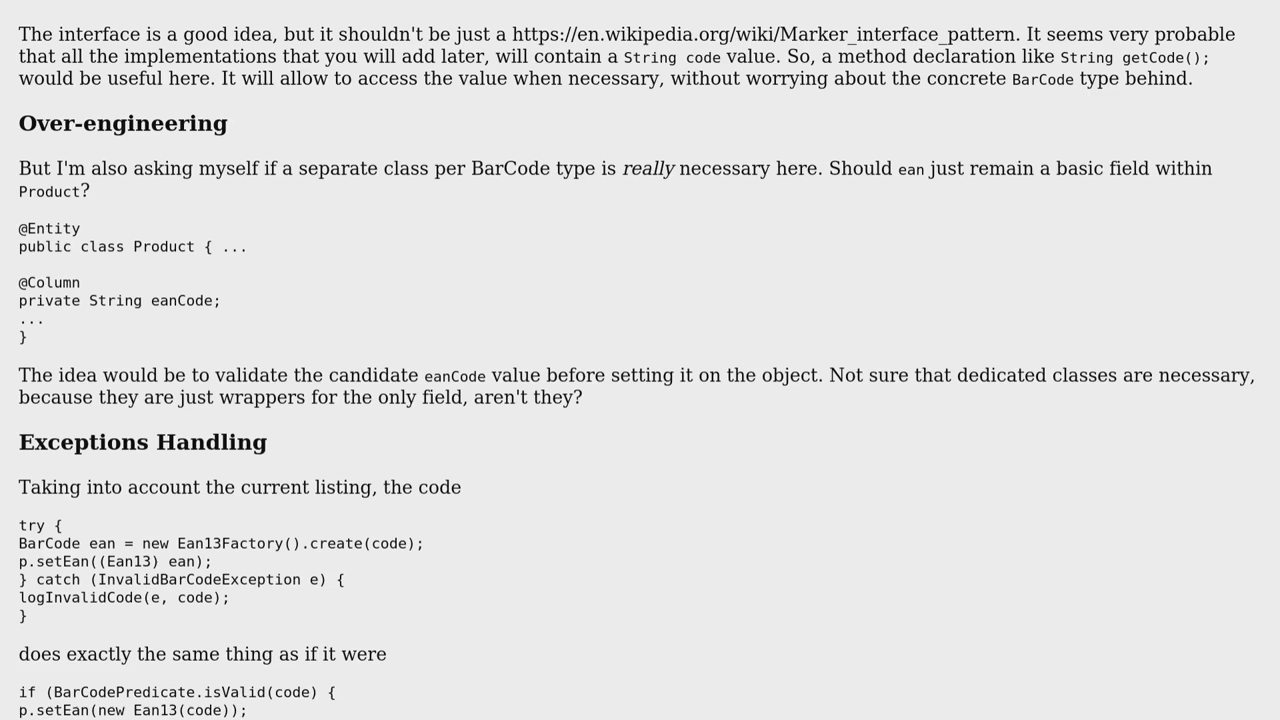 The interface is a good idea, but it shouldn't be just a https://en.wikipedia.org/wiki/Marker_interface_pattern. It seems very probable
that all the implementations that you will add later, will contain a String code value. So, a method declaration like String getCode();
would be useful here. It will allow to access the value when necessary, without worrying about the concrete BarCode type behind.
Over-engineering
But I'm also asking myself if a separate class per BarCode type is really necessary here. Should ean just remain a basic field within
Product?
@Entity
public class Product { ...
@Column
private String eanCode;
...
}
The idea would be to validate the candidate eanCode value before setting it on the object. Not sure that dedicated classes are necessary,
because they are just wrappers for the only field, aren't they?
Exceptions Handling
Taking into account the current listing, the code
try {
BarCode ean = new Ean13Factory().create(code);
p.setEan((Ean13) ean);
} catch (InvalidBarCodeException e) {
logInvalidCode(e, code);
}
does exactly the same thing as if it were
if (BarCodePredicate.isValid(code) {
p.setEan(new Ean13(code));